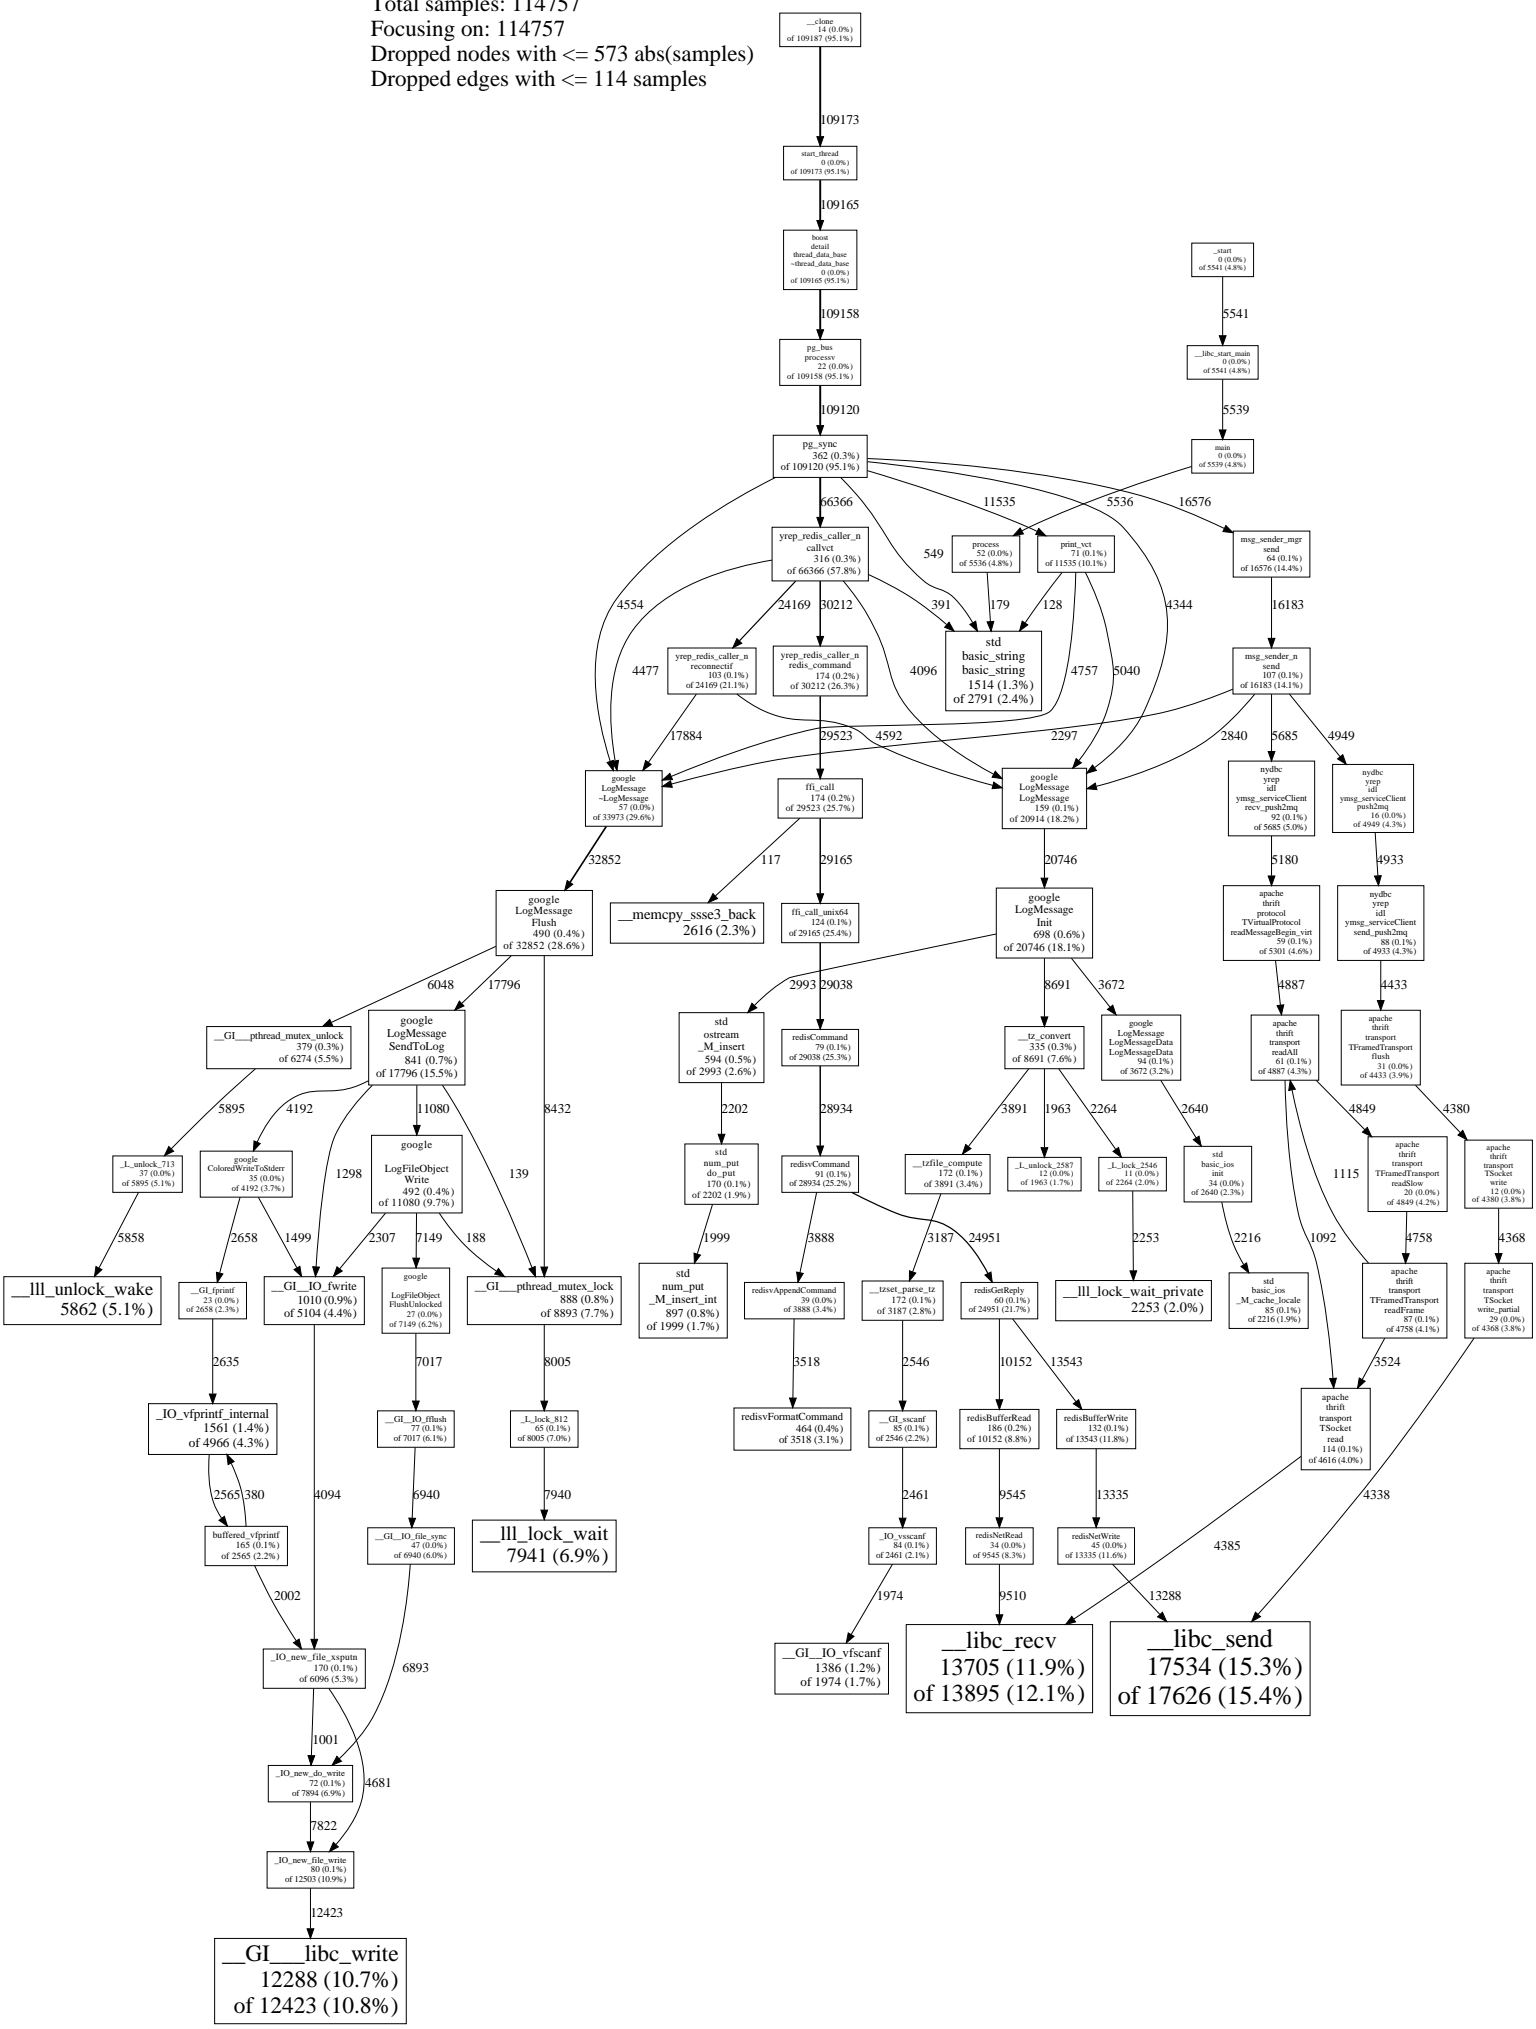 Total samples: 114757
Focusing on: 114757
Dropped nodes with <= 573 abs(samples)
Dropped edges with <= 114 samples
__clone
14 (0.0%)
of 109187 (95.1%)
109173
start_thread
0 (0.0%)
of 109173 (95.1%)
109165
boost
detail
thread_data_base
~thread_data_base
0 (0.0%)
of 109165 (95.1%)
109158
pg_bus
processv
22 (0.0%)
of 109158 (95.1%)
109120
_start
0 (0.0%)
of 5541 (4.8%)
5541
__libc_start_main
0 (0.0%)
of 5541 (4.8%)
5539
main
0 (0.0%)
of 5539 (4.8%)
pg_sync
362 (0.3%)
of 109120 (95.1%)
4554
66366
549
11535
5536
4344
16576
yrep_redis_caller_n
callvct
316 (0.3%)
of 66366 (57.8%)
process
52 (0.0%)
of 5536 (4.8%)
print_vct
71 (0.1%)
of 11535 (10.1%)
msg_sender_mgr
send
64 (0.1%)
of 16576 (14.4%)
4477
24169
30212
391
4096
179
128
4757
5040
16183
yrep_redis_caller_n
reconnectif
103 (0.1%)
of 24169 (21.1%)
yrep_redis_caller_n
redis_command
174 (0.2%)
of 30212 (26.3%)
std
basic_string
basic_string
1514 (1.3%)
of 2791 (2.4%)
msg_sender_n
send
107 (0.1%)
of 16183 (14.1%)
17884
29523
4592
2297
2840
5685
4949
google
LogMessage
~LogMessage
57 (0.0%)
of 33973 (29.6%)
ffi_call
174 (0.2%)
of 29523 (25.7%)
google
LogMessage
LogMessage
159 (0.1%)
of 20914 (18.2%)
nydbc
yrep
idl
ymsg_serviceClient
recv_push2mq
92 (0.1%)
of 5685 (5.0%)
nydbc
yrep
idl
ymsg_serviceClient
push2mq
16 (0.0%)
of 4949 (4.3%)
32852
117
29165
20746
5180
4933
google
LogMessage
Flush
490 (0.4%)
of 32852 (28.6%)
__memcpy_ssse3_back
2616 (2.3%)
ffi_call_unix64
124 (0.1%)
of 29165 (25.4%)
google
LogMessage
Init
698 (0.6%)
of 20746 (18.1%)
apache
thrift
protocol
TVirtualProtocol
readMessageBegin_virt
59 (0.1%)
of 5301 (4.6%)
nydbc
yrep
idl
ymsg_serviceClient
send_push2mq
88 (0.1%)
of 4933 (4.3%)
6048
17796
8432
2993
29038
8691
3672
4887
4433
__GI___pthread_mutex_unlock
379 (0.3%)
of 6274 (5.5%)
google
LogMessage
SendToLog
841 (0.7%)
of 17796 (15.5%)
std
ostream
_M_insert
594 (0.5%)
of 2993 (2.6%)
redisCommand
79 (0.1%)
of 29038 (25.3%)
__tz_convert
335 (0.3%)
of 8691 (7.6%)
google
LogMessage
LogMessageData
LogMessageData
94 (0.1%)
of 3672 (3.2%)
apache
thrift
transport
readAll
61 (0.1%)
of 4887 (4.3%)
apache
thrift
transport
TFramedTransport
flush
31 (0.0%)
of 4433 (3.9%)
5895
4192
1298
11080
139
2202
28934
3891
1963
2264
2640
4849
4380
_L_unlock_713
37 (0.0%)
of 5895 (5.1%)
google
ColoredWriteToStderr
35 (0.0%)
of 4192 (3.7%)
google
LogFileObject
Write
492 (0.4%)
of 11080 (9.7%)
std
num_put
do_put
170 (0.1%)
of 2202 (1.9%)
redisvCommand
91 (0.1%)
of 28934 (25.2%)
__tzfile_compute
172 (0.1%)
of 3891 (3.4%)
_L_unlock_2587
12 (0.0%)
of 1963 (1.7%)
_L_lock_2546
11 (0.0%)
of 2264 (2.0%)
std
basic_ios
init
34 (0.0%)
of 2640 (2.3%)
apache
thrift
transport
TFramedTransport
readSlow
20 (0.0%)
of 4849 (4.2%)
apache
thrift
transport
TSocket
write
12 (0.0%)
of 4380 (3.8%)
5858
2658
1499
2307
7149
188
1999
3888
24951
3187
2253
2216
1092
1115
4758
4368
__lll_unlock_wake
5862 (5.1%)
__GI_fprintf
23 (0.0%)
of 2658 (2.3%)
__GI__IO_fwrite
1010 (0.9%)
of 5104 (4.4%)
google
LogFileObject
FlushUnlocked
27 (0.0%)
of 7149 (6.2%)
__GI___pthread_mutex_lock
888 (0.8%)
of 8893 (7.7%)
std
num_put
_M_insert_int
897 (0.8%)
of 1999 (1.7%)
redisvAppendCommand
39 (0.0%)
of 3888 (3.4%)
__tzset_parse_tz
172 (0.1%)
of 3187 (2.8%)
redisGetReply
60 (0.1%)
of 24951 (21.7%)
__lll_lock_wait_private
2253 (2.0%)
std
basic_ios
_M_cache_locale
85 (0.1%)
of 2216 (1.9%)
apache
thrift
transport
TFramedTransport
readFrame
87 (0.1%)
of 4758 (4.1%)
apache
thrift
transport
TSocket
write_partial
29 (0.0%)
of 4368 (3.8%)
2635
4094
7017
8005
3518
2546
10152
13543
3524
_IO_vfprintf_internal
1561 (1.4%)
of 4966 (4.3%)
__GI__IO_fflush
77 (0.1%)
of 7017 (6.1%)
_L_lock_812
65 (0.1%)
of 8005 (7.0%)
redisvFormatCommand
464 (0.4%)
of 3518 (3.1%)
__GI_sscanf
85 (0.1%)
of 2546 (2.2%)
redisBufferRead
186 (0.2%)
of 10152 (8.8%)
redisBufferWrite
132 (0.1%)
of 13543 (11.8%)
apache
thrift
transport
TSocket
read
114 (0.1%)
of 4616 (4.0%)
2565
380
6940
7940
2461
9545
13335
4385
4338
buffered_vfprintf
165 (0.1%)
of 2565 (2.2%)
__GI__IO_file_sync
47 (0.0%)
of 6940 (6.0%)
__lll_lock_wait
7941 (6.9%)
_IO_vsscanf
84 (0.1%)
of 2461 (2.1%)
redisNetRead
34 (0.0%)
of 9545 (8.3%)
redisNetWrite
45 (0.0%)
of 13335 (11.6%)
2002
6893
1974
9510
13288
_IO_new_file_xsputn
170 (0.1%)
of 6096 (5.3%)
__GI__IO_vfscanf
1386 (1.2%)
of 1974 (1.7%)
__libc_recv
13705 (11.9%)
of 13895 (12.1%)
__libc_send
17534 (15.3%)
of 17626 (15.4%)
1001
4681
_IO_new_do_write
72 (0.1%)
of 7894 (6.9%)
7822
_IO_new_file_write
80 (0.1%)
of 12503 (10.9%)
12423
__GI___libc_write
12288 (10.7%)
of 12423 (10.8%)